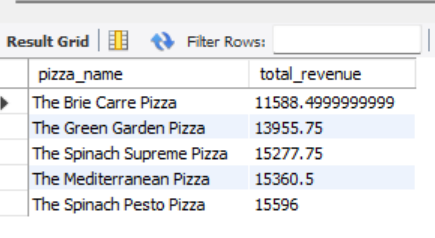 Result Grid Filter Rows:
pizza_name total_revenue
The Brie Carre Pizza 11588.4999999999
The Green Garden Pizza 13955.75
The Spinach Supreme Pizza 15277.75
The Mediterranean Pizza 15360.5
The Spinach Pesto Pizza 15596